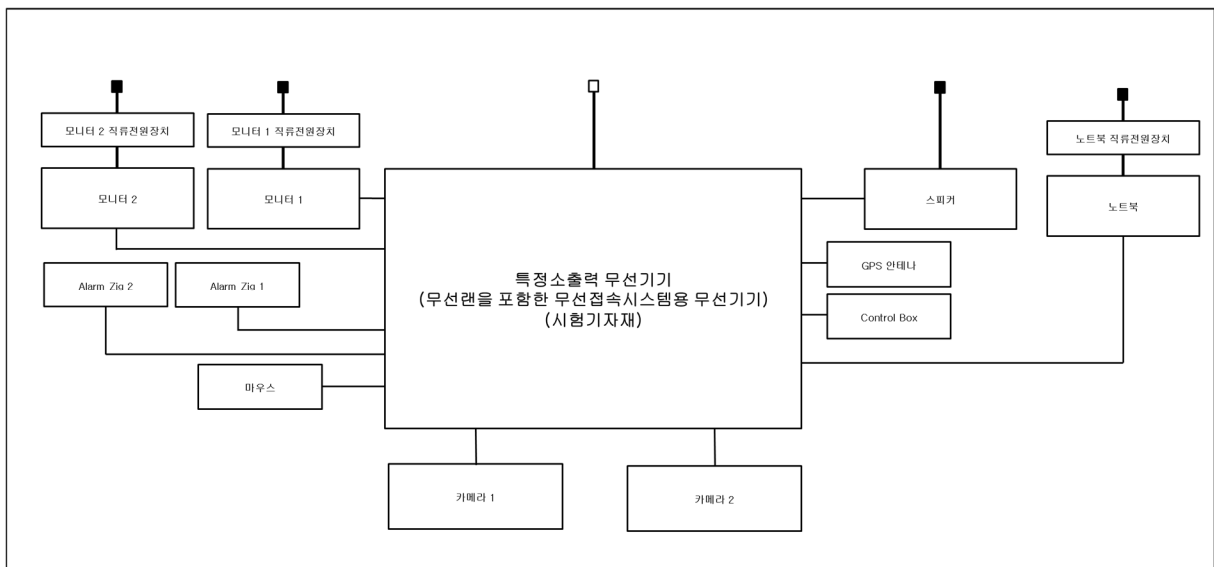 모니터 2 직류전원장치
모니터 1 직류전원장치
노트북 직류전원장치
모니터 2
모니터 1
스피커
노트북
Alarm Zig 2
Alarm Zig 1
특정소출력 무선기기
(무선랜을 포함한 무선접속시스템용 무선기기)
(시험기자재)
GPS 안테나
Control Box
마우스
카메라 1
카메라 2